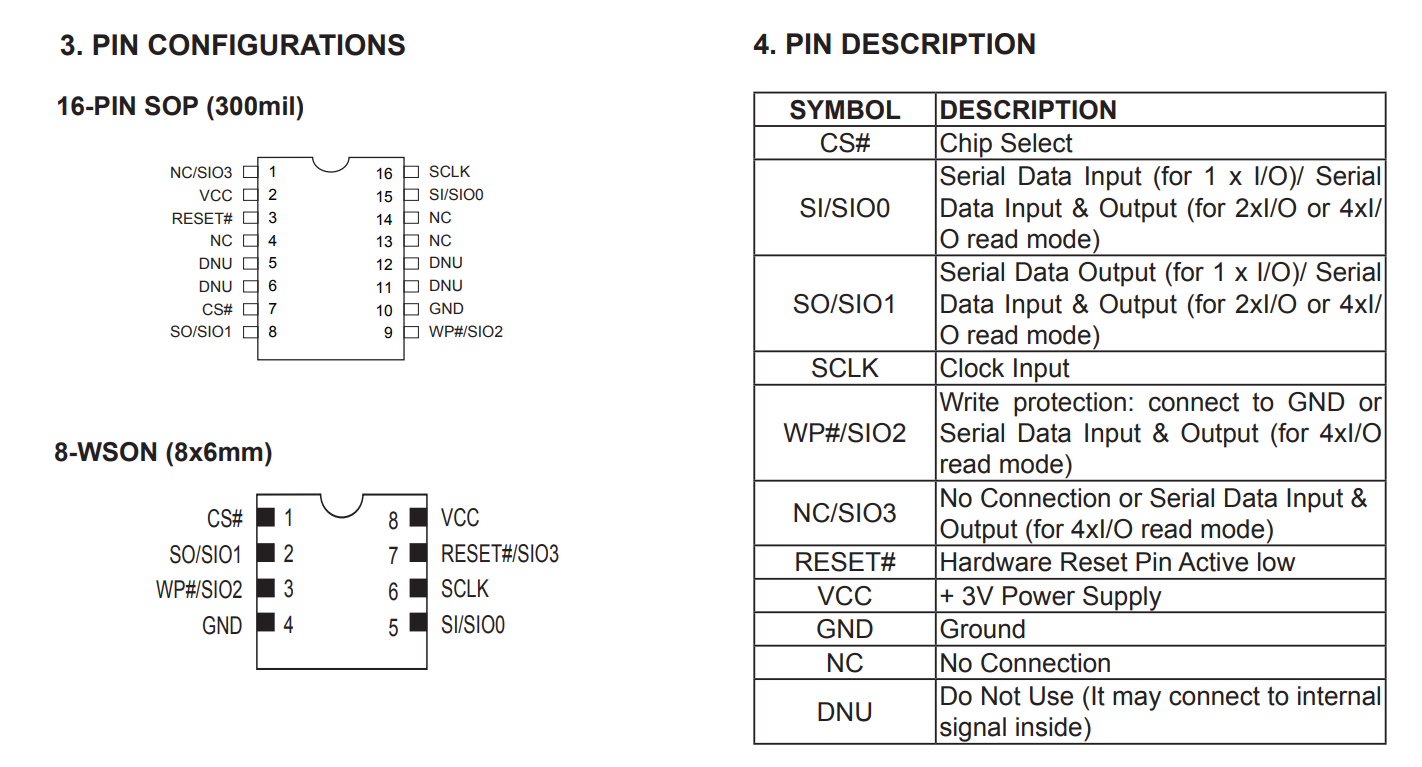 3. PIN CONFIGURATIONS
16-PIN SOP (300mil)
NC/SIO3 1 16 SCLK
VCC 2 15 SI/SIO0
RESET# 3 14 NC
NC 4 13 NC
DNU 5 12 DNU
DNU 6 11 DNU
CS# 7 10 GND
SO/SIO1 8 9 WP#/SIO2
8-WSON (8x6mm)
CS# 1 8 VCC
SO/SIO1 2 7 RESET#/SIO3
WP#/SIO2 3 6 SCLK
GND 4 5 SI/SIO0
4. PIN DESCRIPTION
SYMBOL DESCRIPTION
CS# Chip Select
SI/SIO0
Serial Data Input (for 1 x I/O)/ Serial
Data Input & Output (for 2xI/O or 4xI/
O read mode)
SO/SIO1
Serial Data Output (for 1 x I/O)/ Serial
Data Input & Output (for 2xI/O or 4xI/
O read mode)
SCLK Clock Input
WP#/SIO2
Write protection: connect to GND or
Serial Data Input & Output (for 4xI/O
read mode)
NC/SIO3
No Connection or Serial Data Input &
Output (for 4xI/O read mode)
RESET# Hardware Reset Pin Active low
VCC + 3V Power Supply
GND Ground
NC No Connection
DNU
Do Not Use (It may connect to internal
signal inside)